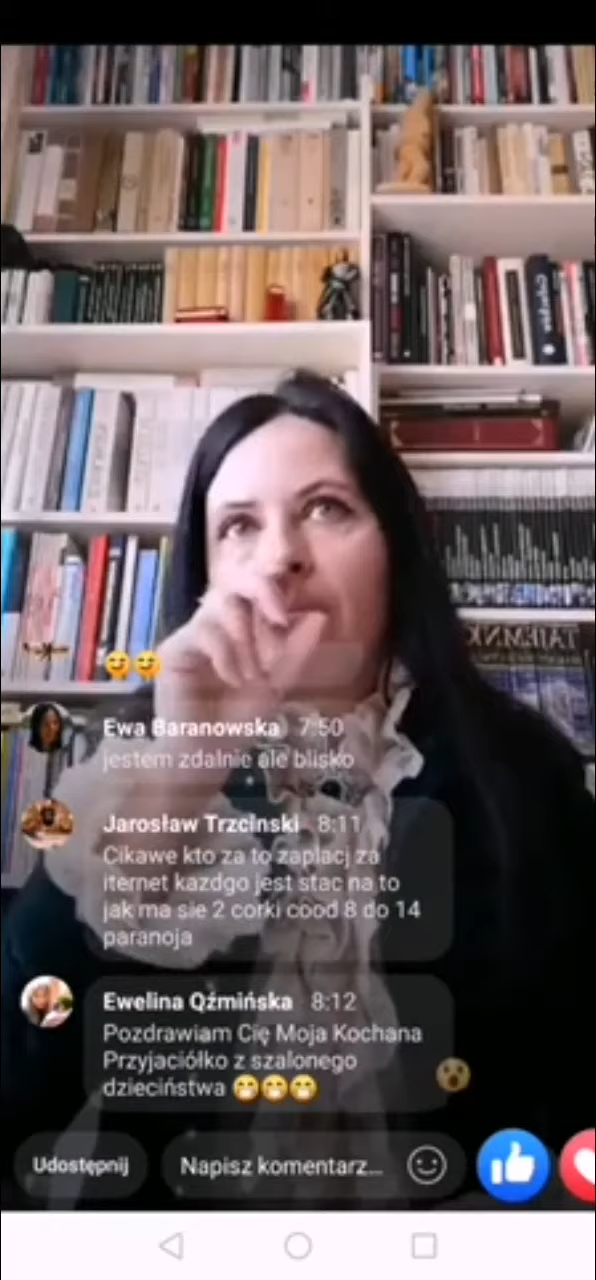 TAJEMN
Ewa Baranowska 7:50
jestem zdalnie ale blisko
Jarosław Trzcinski 8:11
Cikawe kto za to zaplacj za
iternet kazdgo jest stac na to
jak ma sie 2 corki cood 8 do 14
paranoja
Ewelina Qźmińska 8:12
Pozdrawiam Cię Moja Kochana
Przyjaciółko z szalonego
dzieciństwa 😁😁😁
Udostępnij
Napisz komentarz...